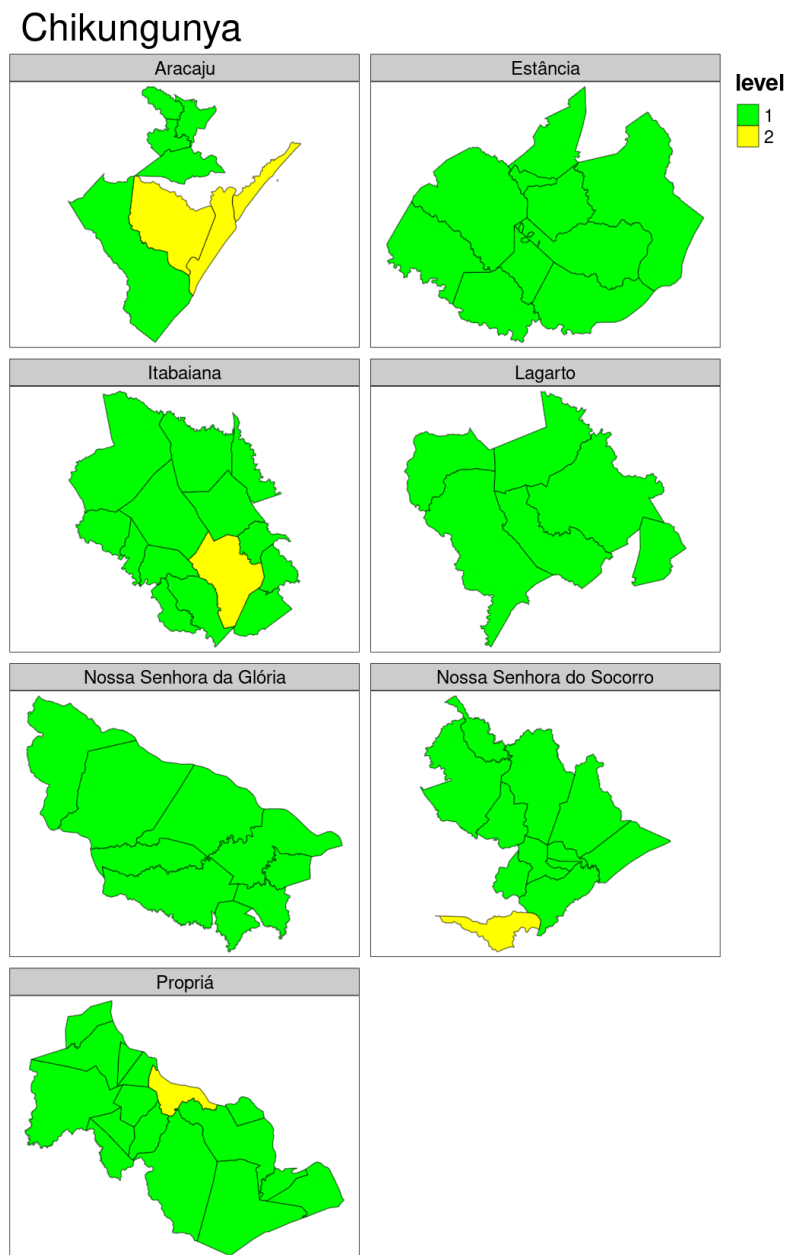 Chikungunya
Aracaju
Estância
level
1
2
Itabaiana
Lagarto
Nossa Senhora da Glória
Nossa Senhora do Socorro
Propriá